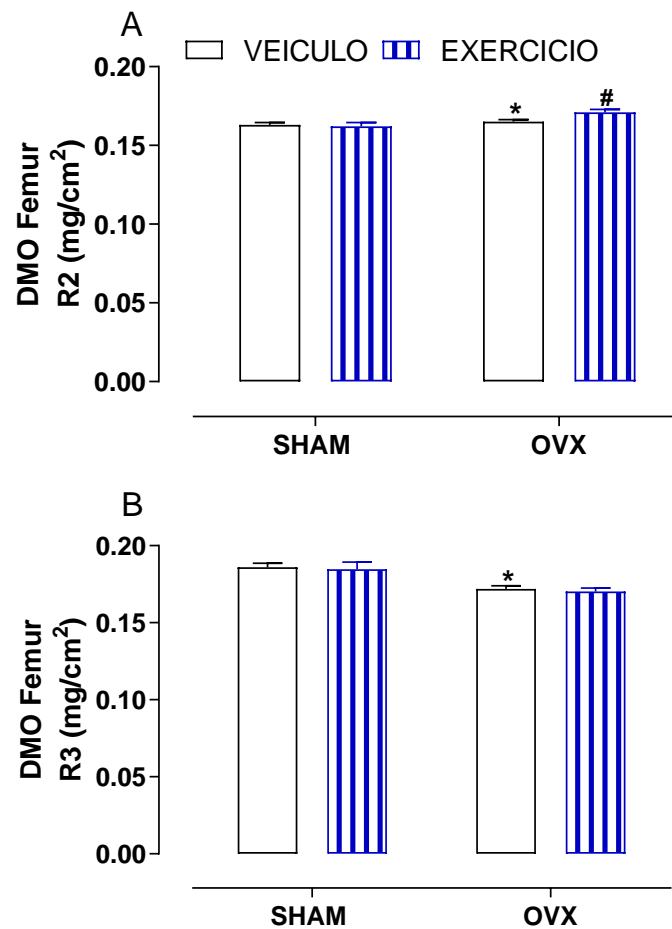 A
VEICULO EXERCICIO
DMO Femur
R2 (mg/cm²)
0.20
0.15
0.10
0.05
0.00
*
#
SHAM OVX
B
DMO Femur
R3 (mg/cm²)
0.20
0.15
0.10
0.05
0.00
*
SHAM OVX